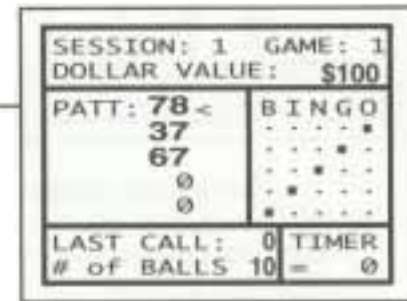 SESSION: 1 GAME: 1
DOLLAR VALUE: $100
PATT: 78 <
37
67
0
0
B I N G O
LAST CALL: 0
# of BALLS 10
TIMER
= 0